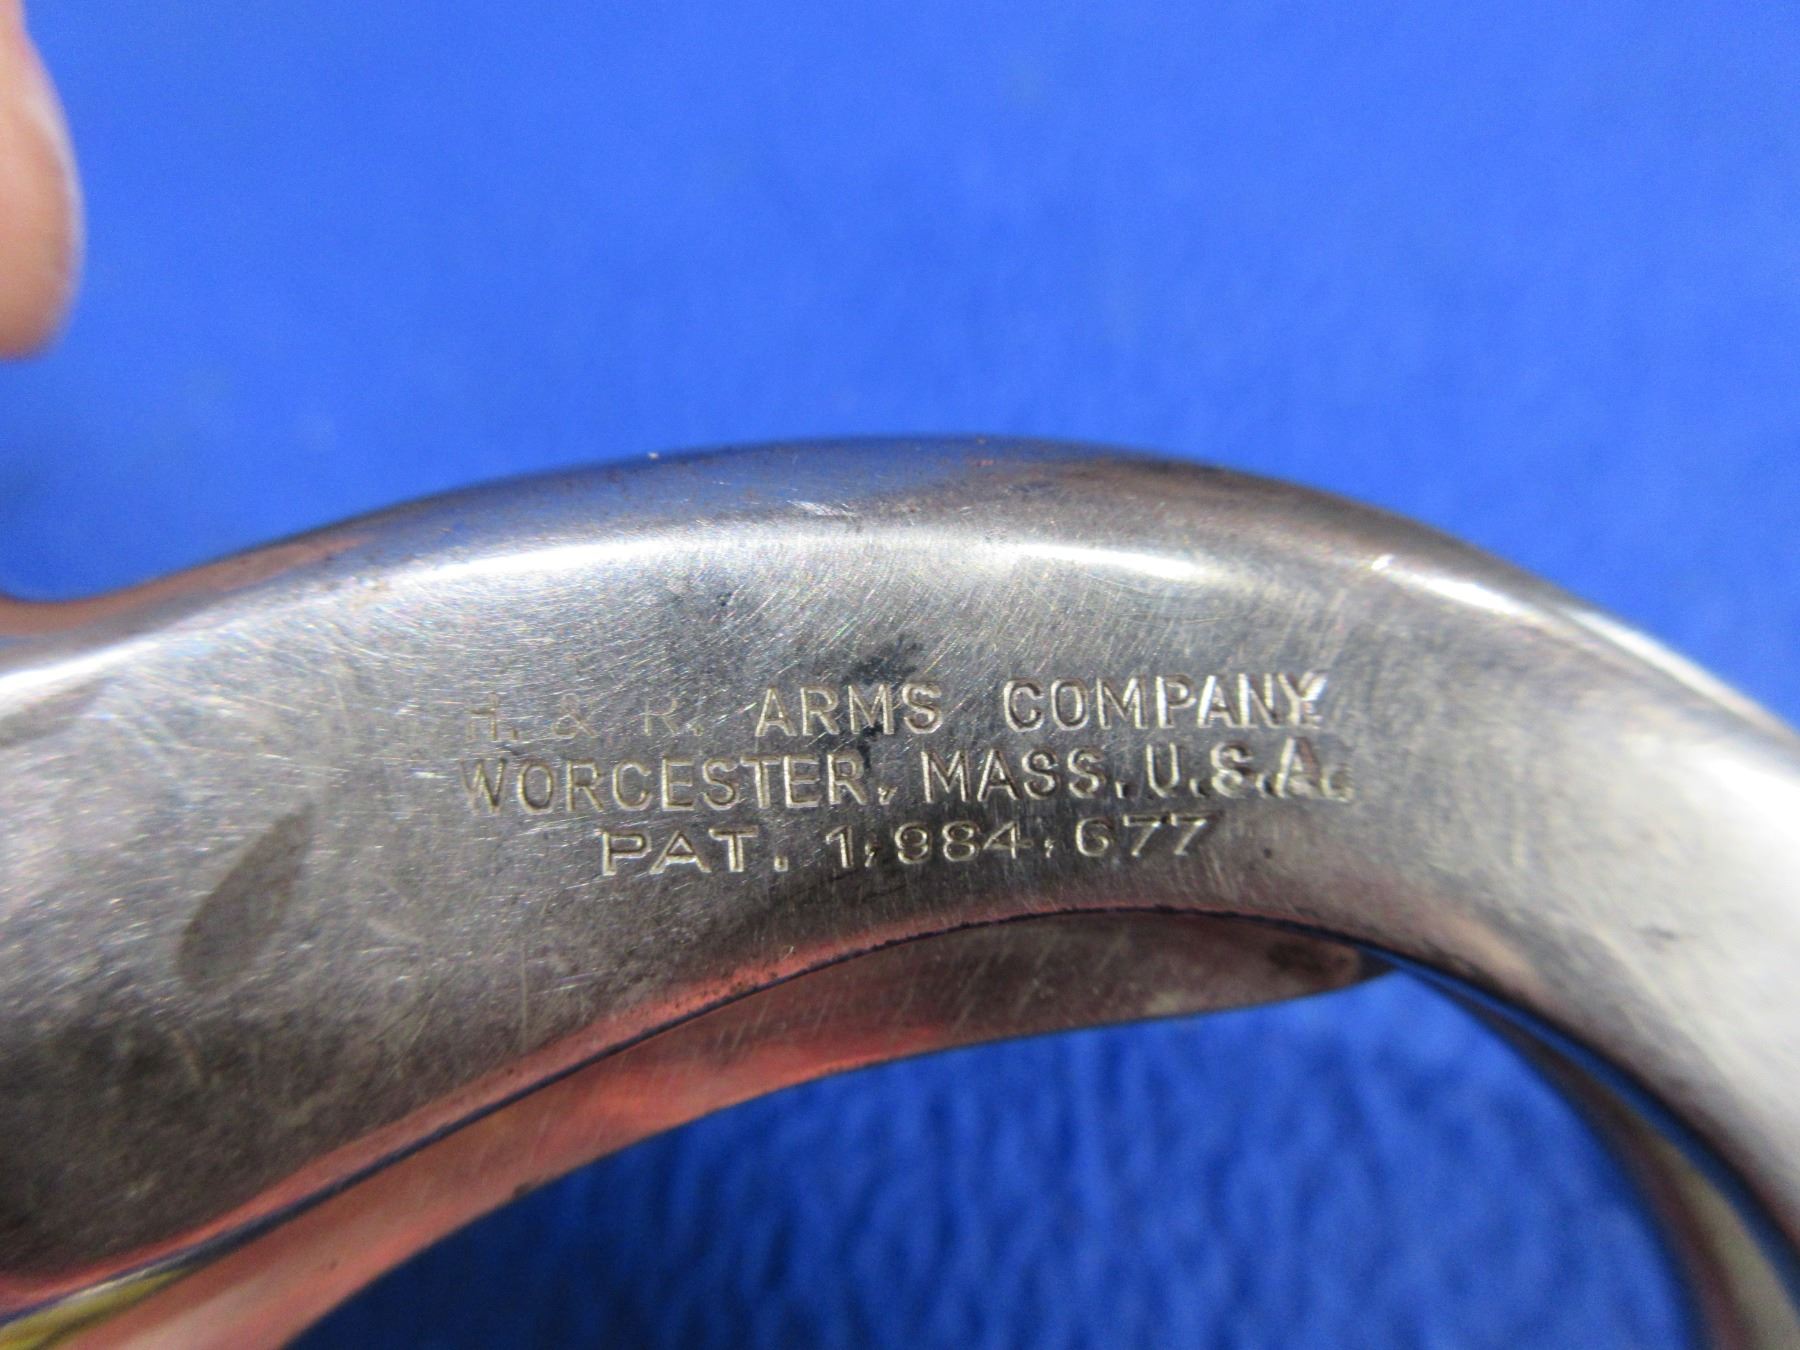 H. & R. ARMS COMPANY
WORCESTER, MASS. U.S.A.
PAT. 1,984,677